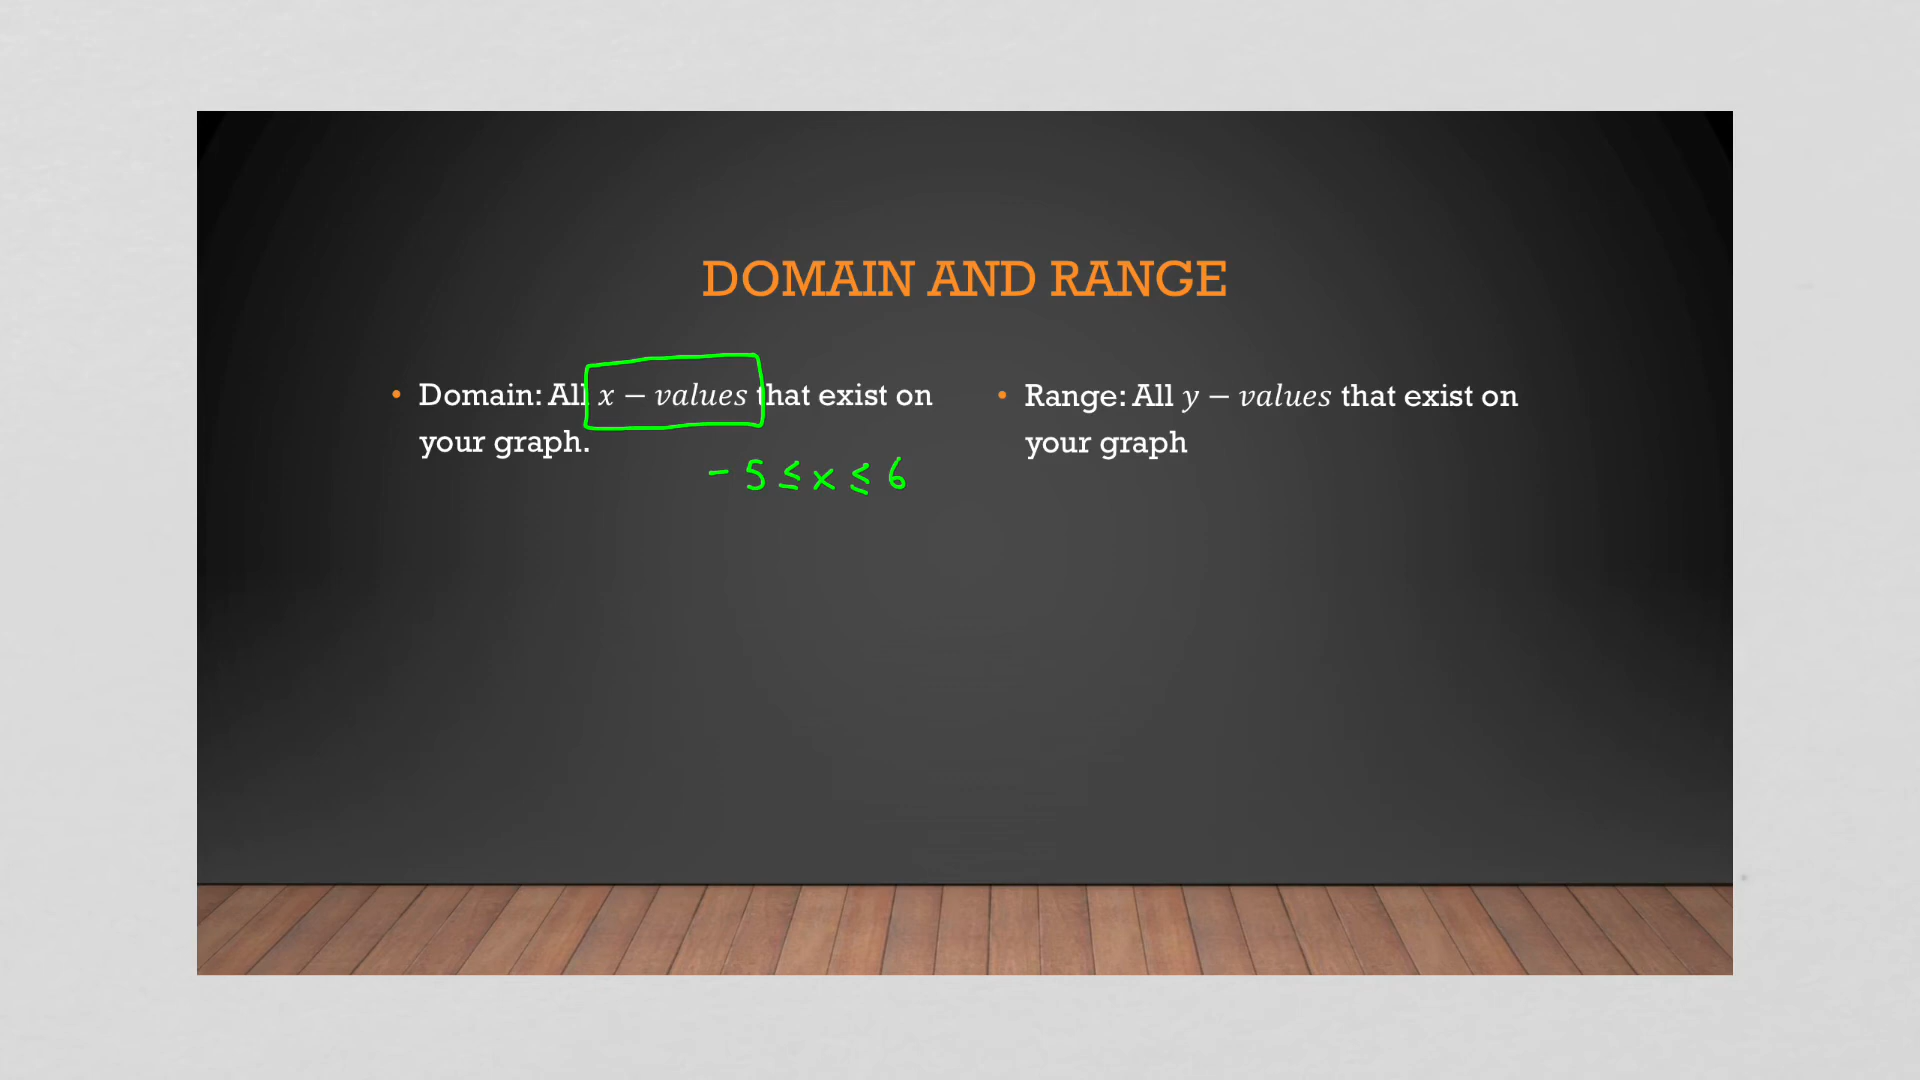 DOMAIN AND RANGE
• Domain: All x − values that exist on
your graph.
- 5 ≤ x ≤ 6
• Range: All y − values that exist on
your graph